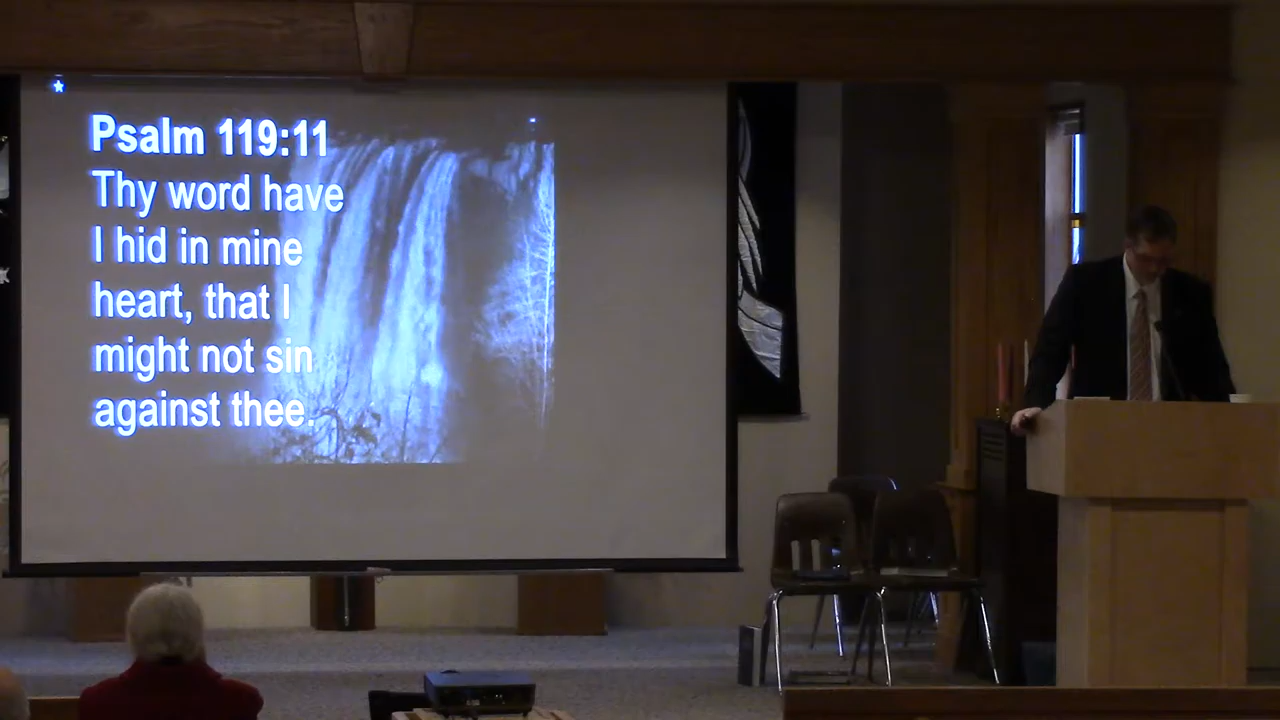 Psalm 119:11
Thy word have
I hid in mine
heart, that I
might not sin
against thee.